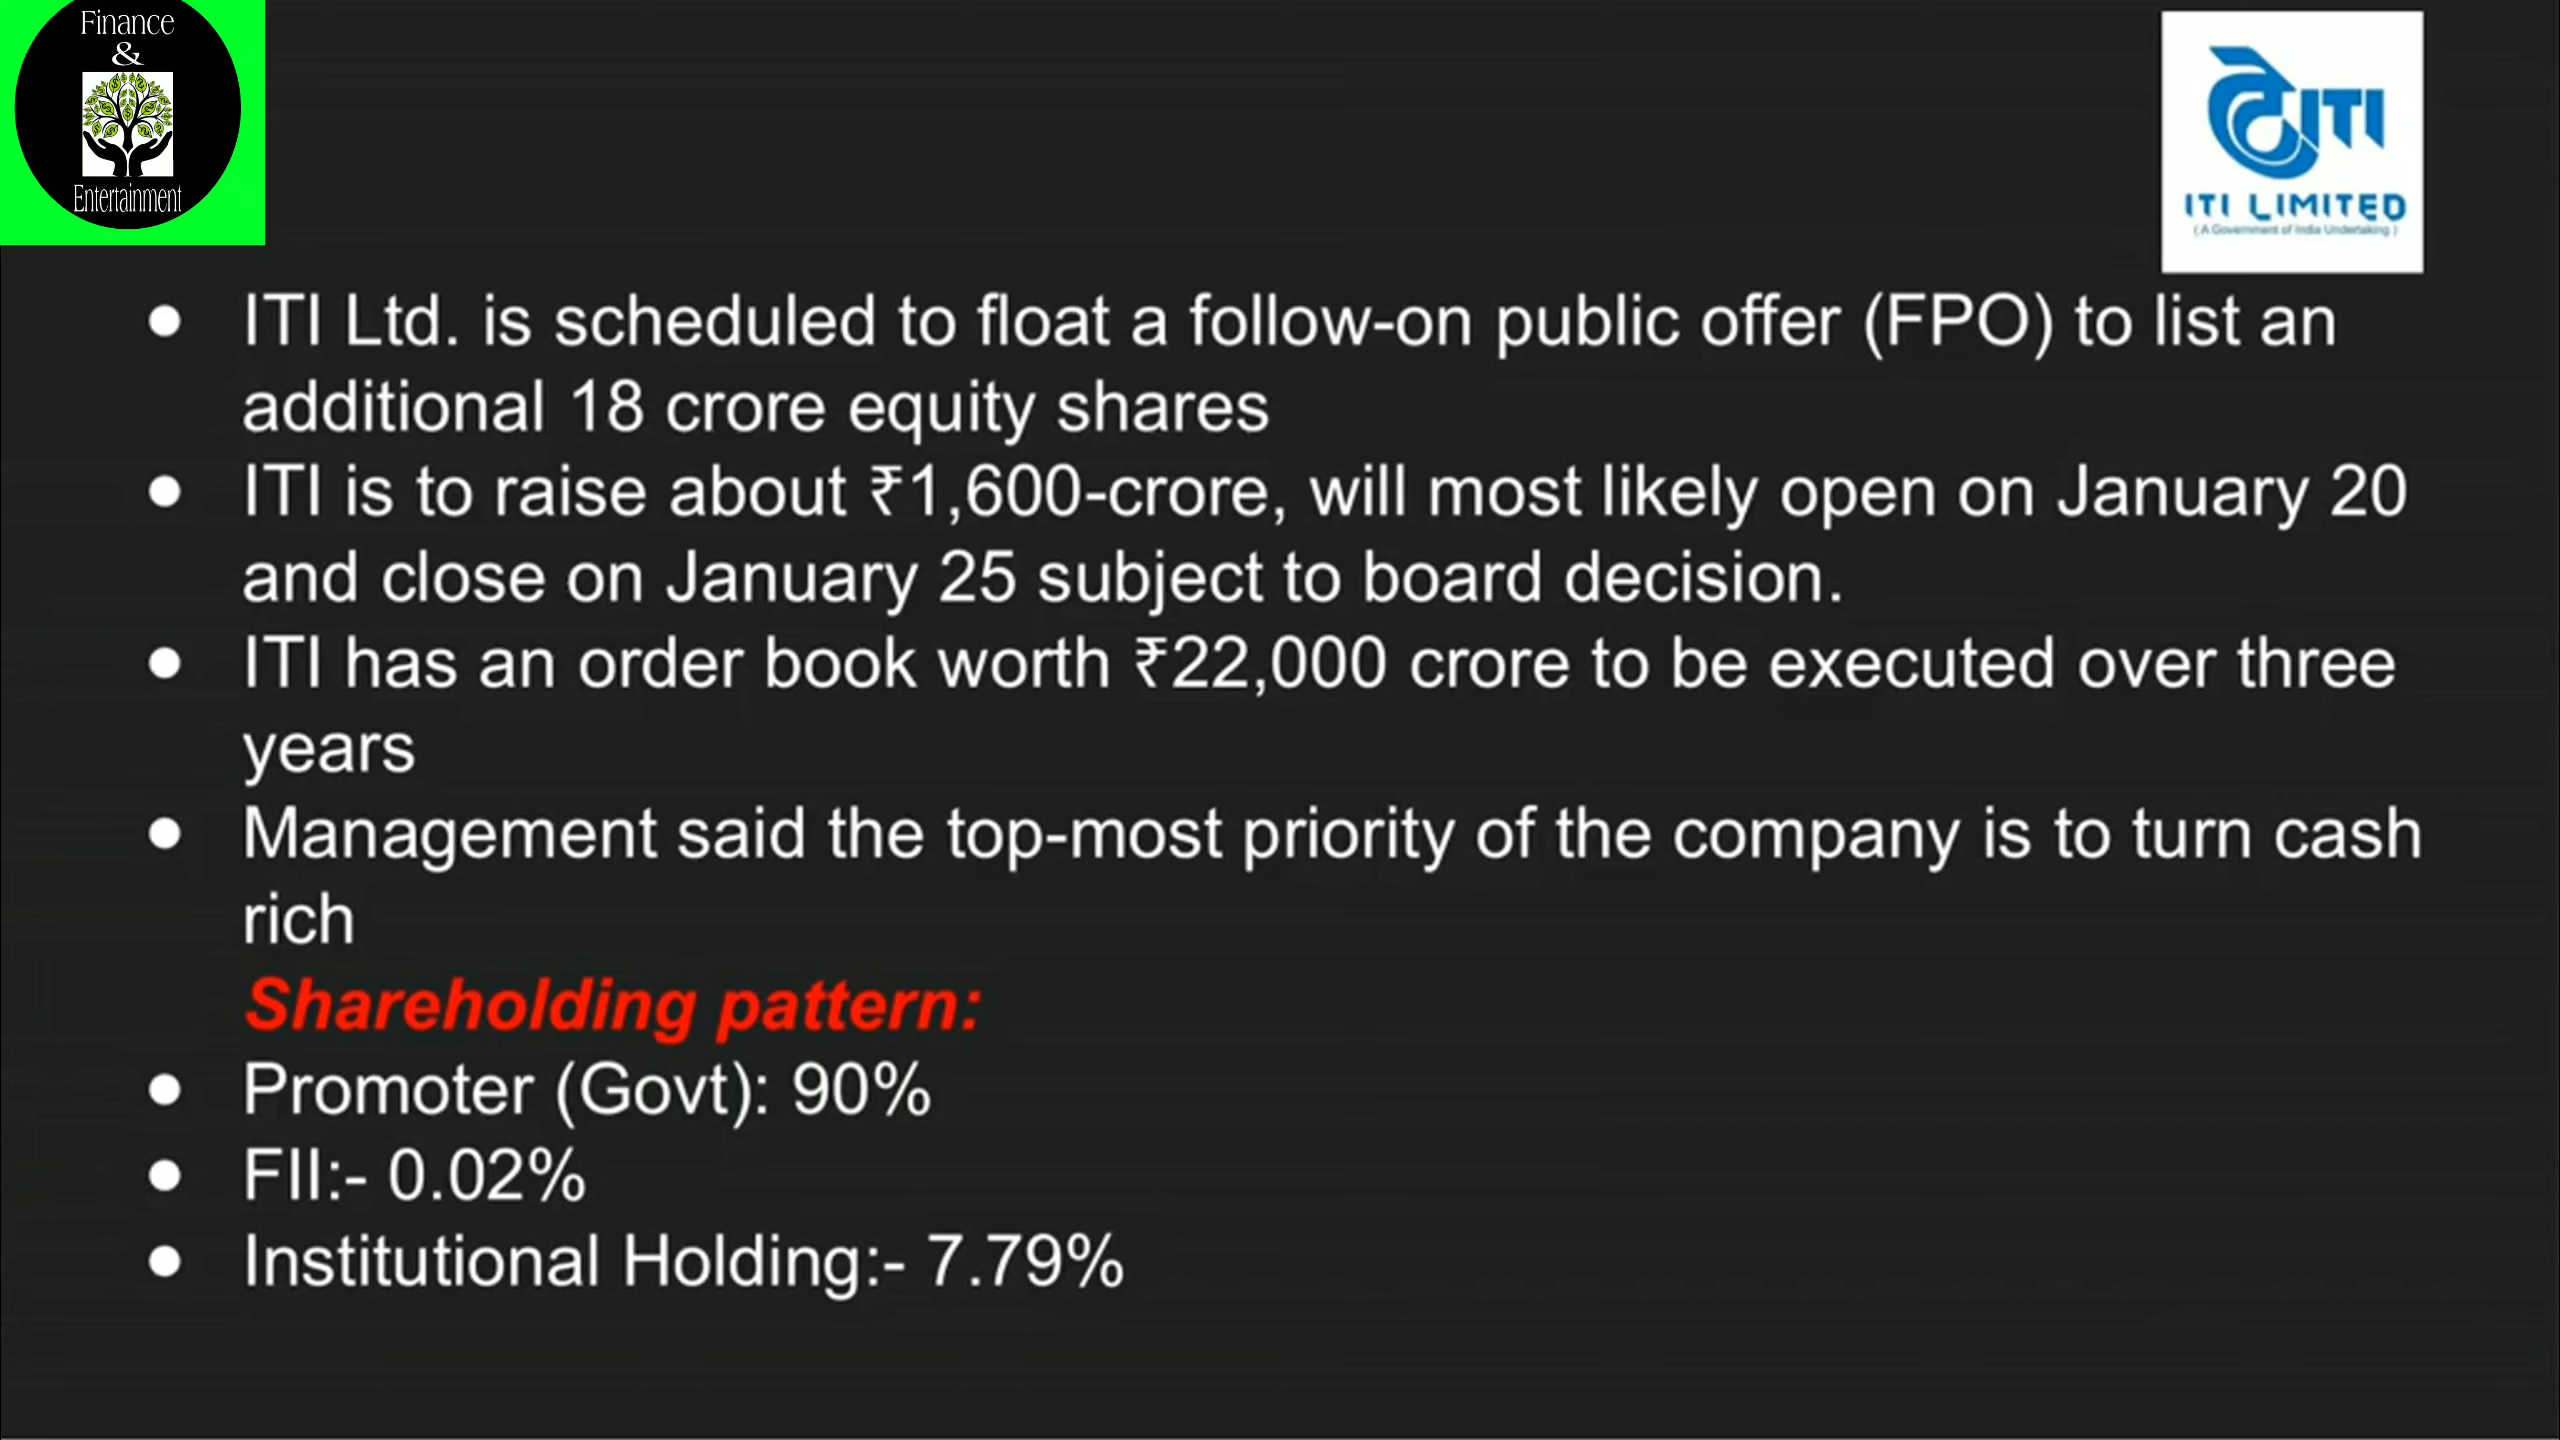 Finance
&
Entertainment
ITI
ITI LIMITED
( A Government of India Undertaking )
● ITI Ltd. is scheduled to float a follow-on public offer (FPO) to list an
additional 18 crore equity shares
● ITI is to raise about ₹1,600-crore, will most likely open on January 20
and close on January 25 subject to board decision.
● ITI has an order book worth ₹22,000 crore to be executed over three
years
● Management said the top-most priority of the company is to turn cash
rich
Shareholding pattern:
● Promoter (Govt): 90%
● FII:- 0.02%
● Institutional Holding:- 7.79%